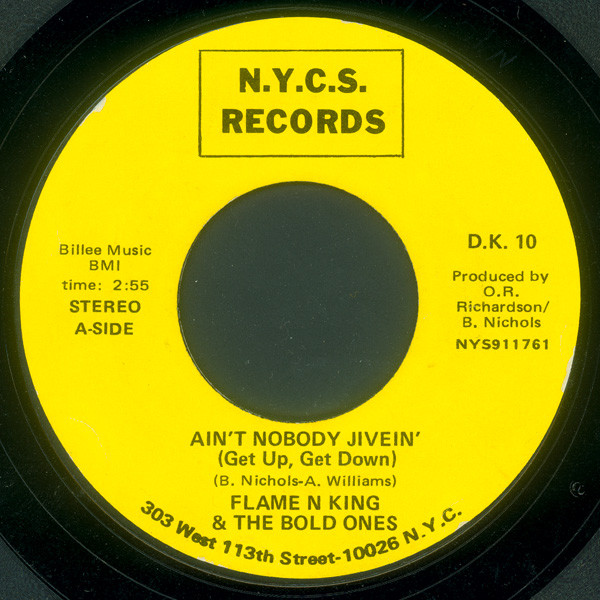 N.Y.C.S.
RECORDS
Billee Music
BMI
time: 2:55
STEREO
A-SIDE
D.K. 10
Produced by
O.R.
Richardson/
B. Nichols
NYS911761
AIN'T NOBODY JIVEIN'
(Get Up, Get Down)
(B. Nichols-A. Williams)
FLAME N KING
& THE BOLD ONES
303 West 113th Street-10026 N.Y.C.